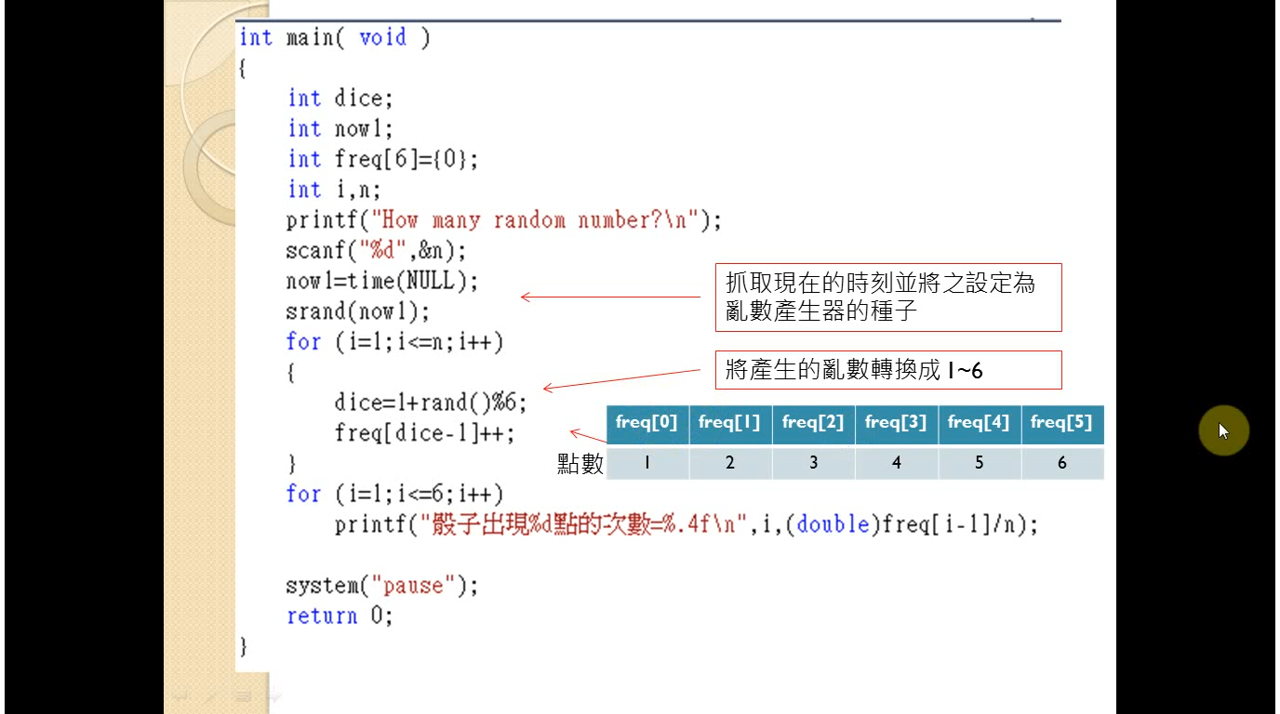 int main( void )
{
int dice;
int now1;
int freq[6]={0};
int i,n;
printf("How many random number?\n");
scanf("%d",&n);
now1=time(NULL);
srand(now1);
for (i=1;i<=n;i++)
{
dice=1+rand()%6;
freq[dice-1]++;
}
for (i=1;i<=6;i++)
printf("骰子出現%d點的次數=%.4f\n",i,(double)freq[i-1]/n);
system("pause");
return 0;
}
抓取現在的時刻並將之設定為
亂數產生器的種子
將產生的亂數轉換成 1~6
freq[0] freq[1] freq[2] freq[3] freq[4] freq[5]
點數 1 2 3 4 5 6